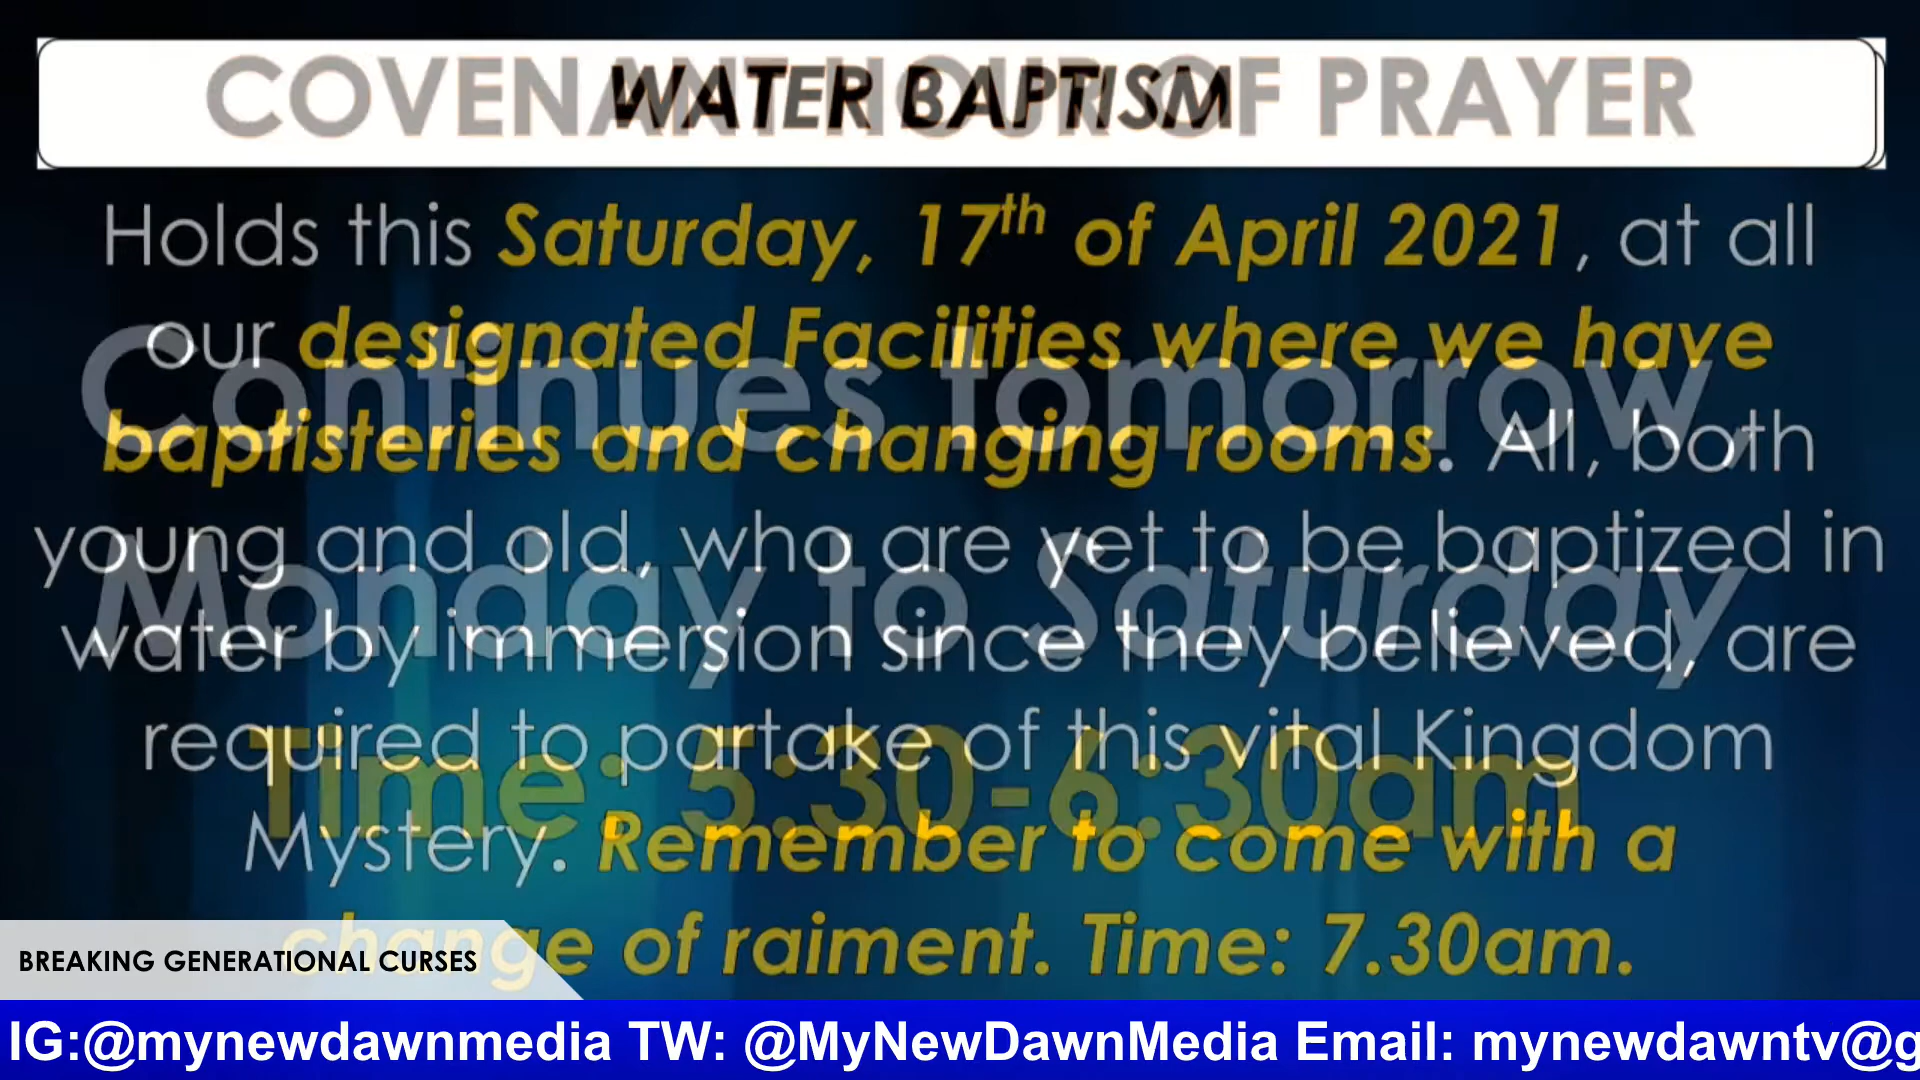 COVENANT HOUR OF PRAYER
WATER BAPTISM
Holds this Saturday, 17th of April 2021, at all
our designated Facilities where we have
baptisteries and changing rooms. All, both
young and old, who are yet to be baptized in
water by immersion since they believed, are
required to partake of this vital Kingdom
Mystery. Remember to come with a
change of raiment. Time: 7.30am.
Continues tomorrow,
Monday to Saturday
Time: 5:30-6:30am
BREAKING GENERATIONAL CURSES
IG:@mynewdawnmedia TW: @MyNewDawnMedia Email: mynewdawntv@g